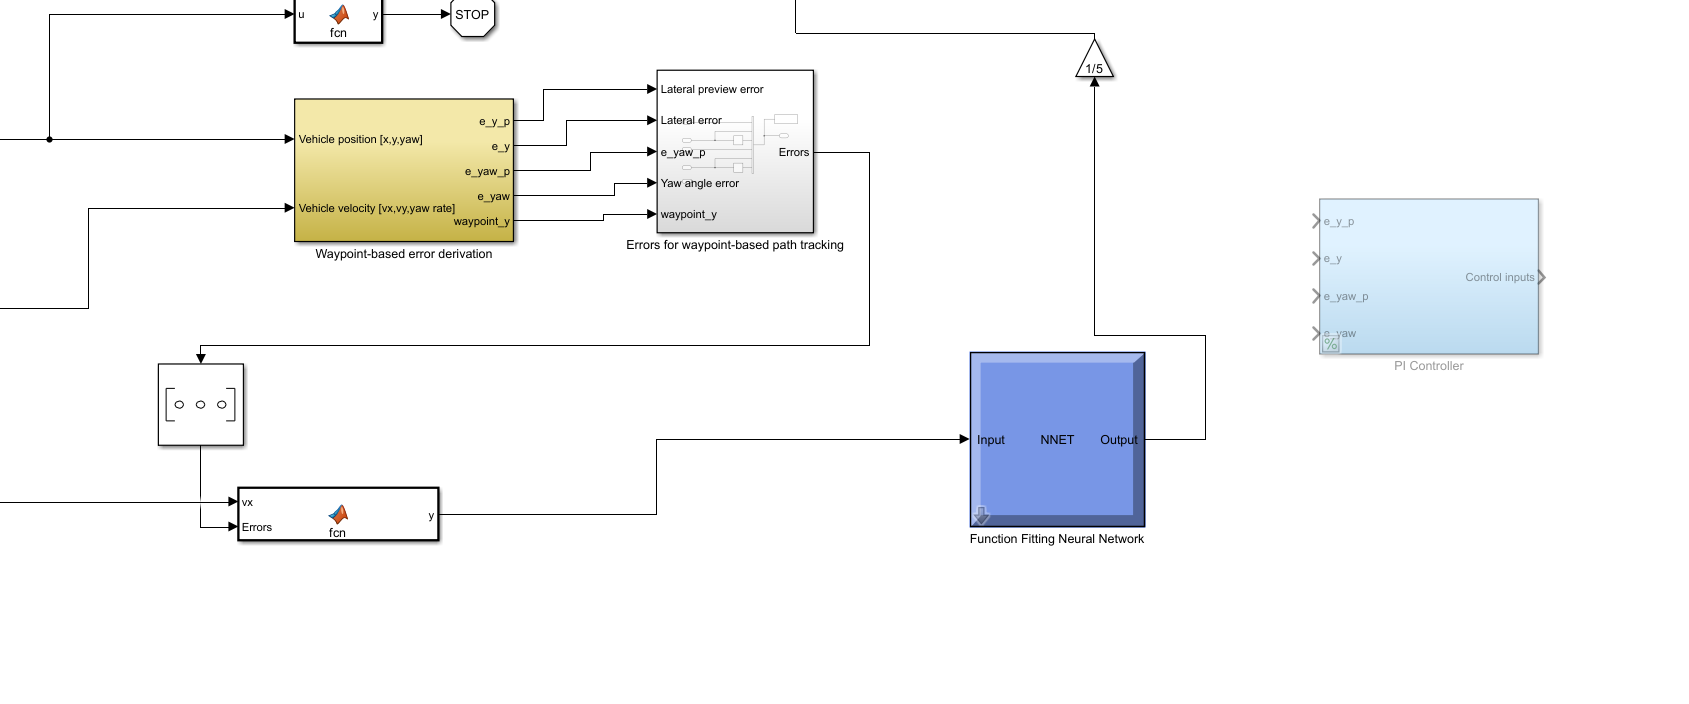 u
y
fcn
STOP
1/5
Vehicle position [x,y,yaw]
Vehicle velocity [vx,vy,yaw rate]
e_y_p
e_y
e_yaw_p
e_yaw
waypoint_y
Waypoint-based error derivation
Lateral preview error
Lateral error
e_yaw_p
Yaw angle error
waypoint_y
Errors
Errors for waypoint-based path tracking
e_y_p
e_y
e_yaw_p
e_yaw
Control inputs
%
PI Controller
vx
Errors
y
fcn
Input
NNET
Output
Function Fitting Neural Network